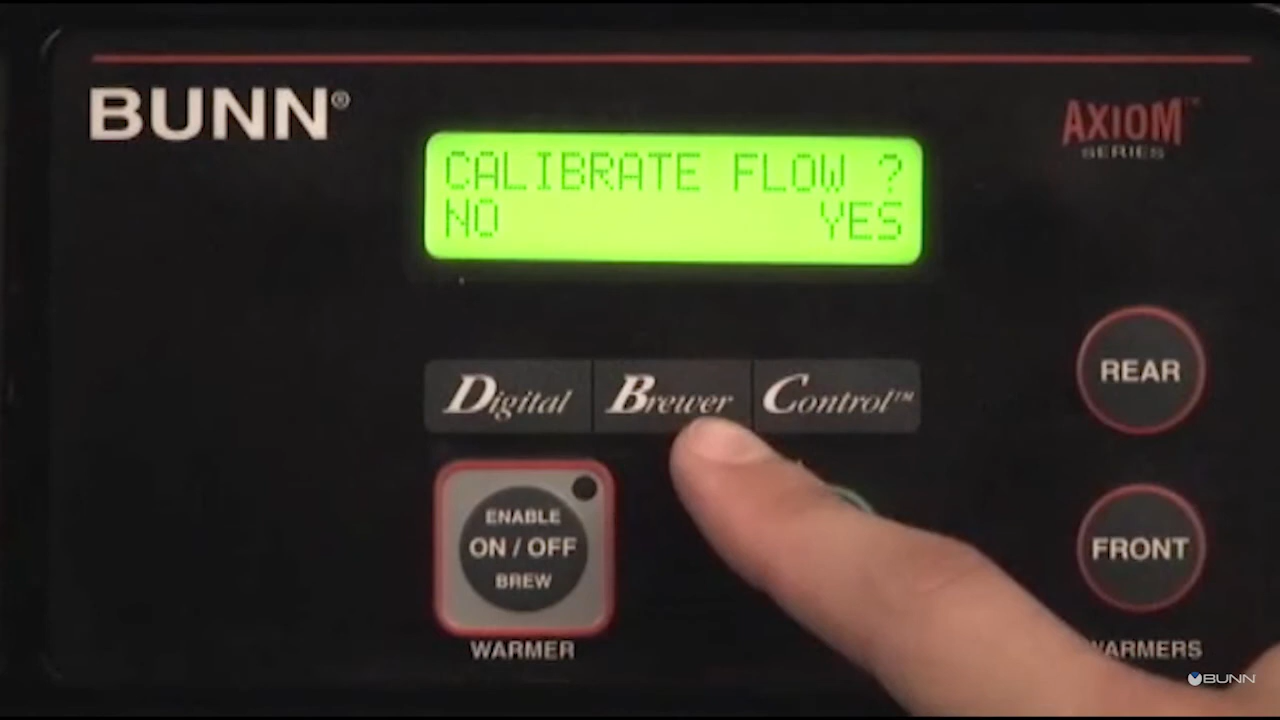 BUNN®
AXIOM™
SERIES
CALIBRATE FLOW ?
NO YES
Digital Brewer Control™
REAR
ENABLE
ON / OFF
BREW
FRONT
WARMER
WARMERS
BUNN